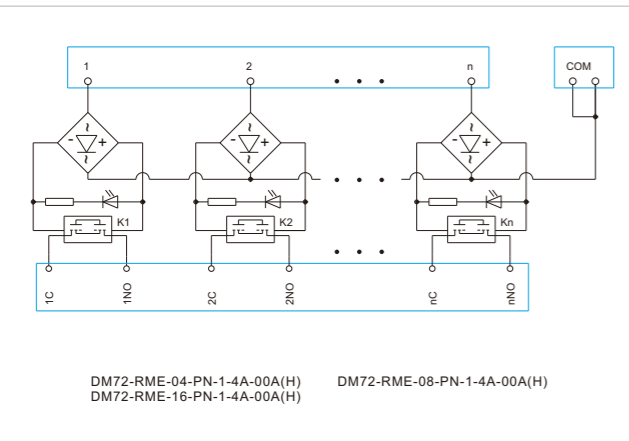 1 2 n COM
- + - + - +
K1 K2 Kn
1C 1NO 2C 2NO nC nNO
DM72-RME-04-PN-1-4A-00A(H) DM72-RME-08-PN-1-4A-00A(H)
DM72-RME-16-PN-1-4A-00A(H)